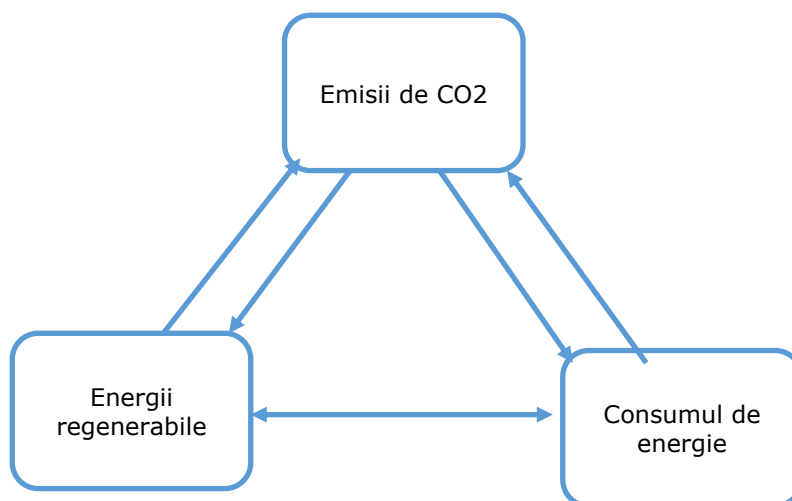 Emisii de CO2
Energii
regenerabile
Consumul de
energie